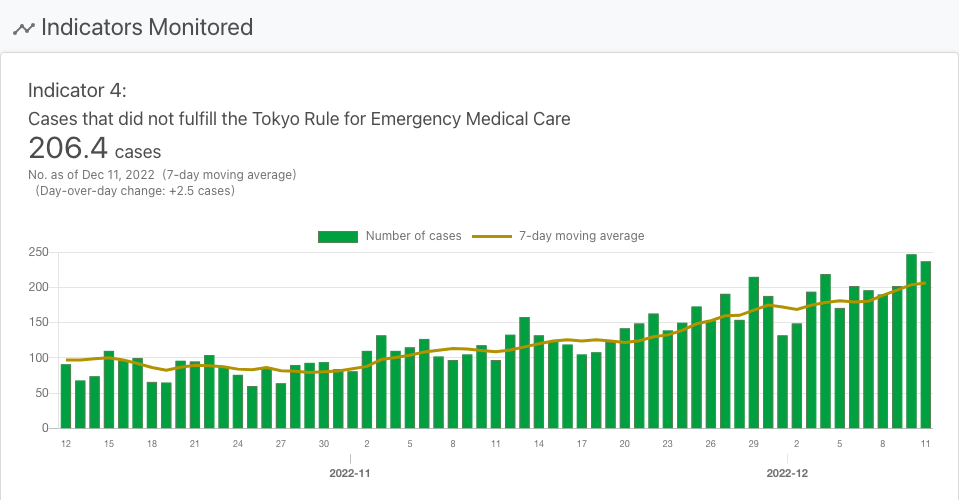 Indicators Monitored
Indicator 4:
Cases that did not fulfill the Tokyo Rule for Emergency Medical Care
206.4 cases
No. as of Dec 11, 2022 (7-day moving average)
(Day-over-day change: +2.5 cases)
Number of cases 7-day moving average
250
200
150
100
50
0
12 15 18 21 24 27 30 2 5 8 11 14 17 20 23 26 29 2 5 8 11
2022-11 2022-12